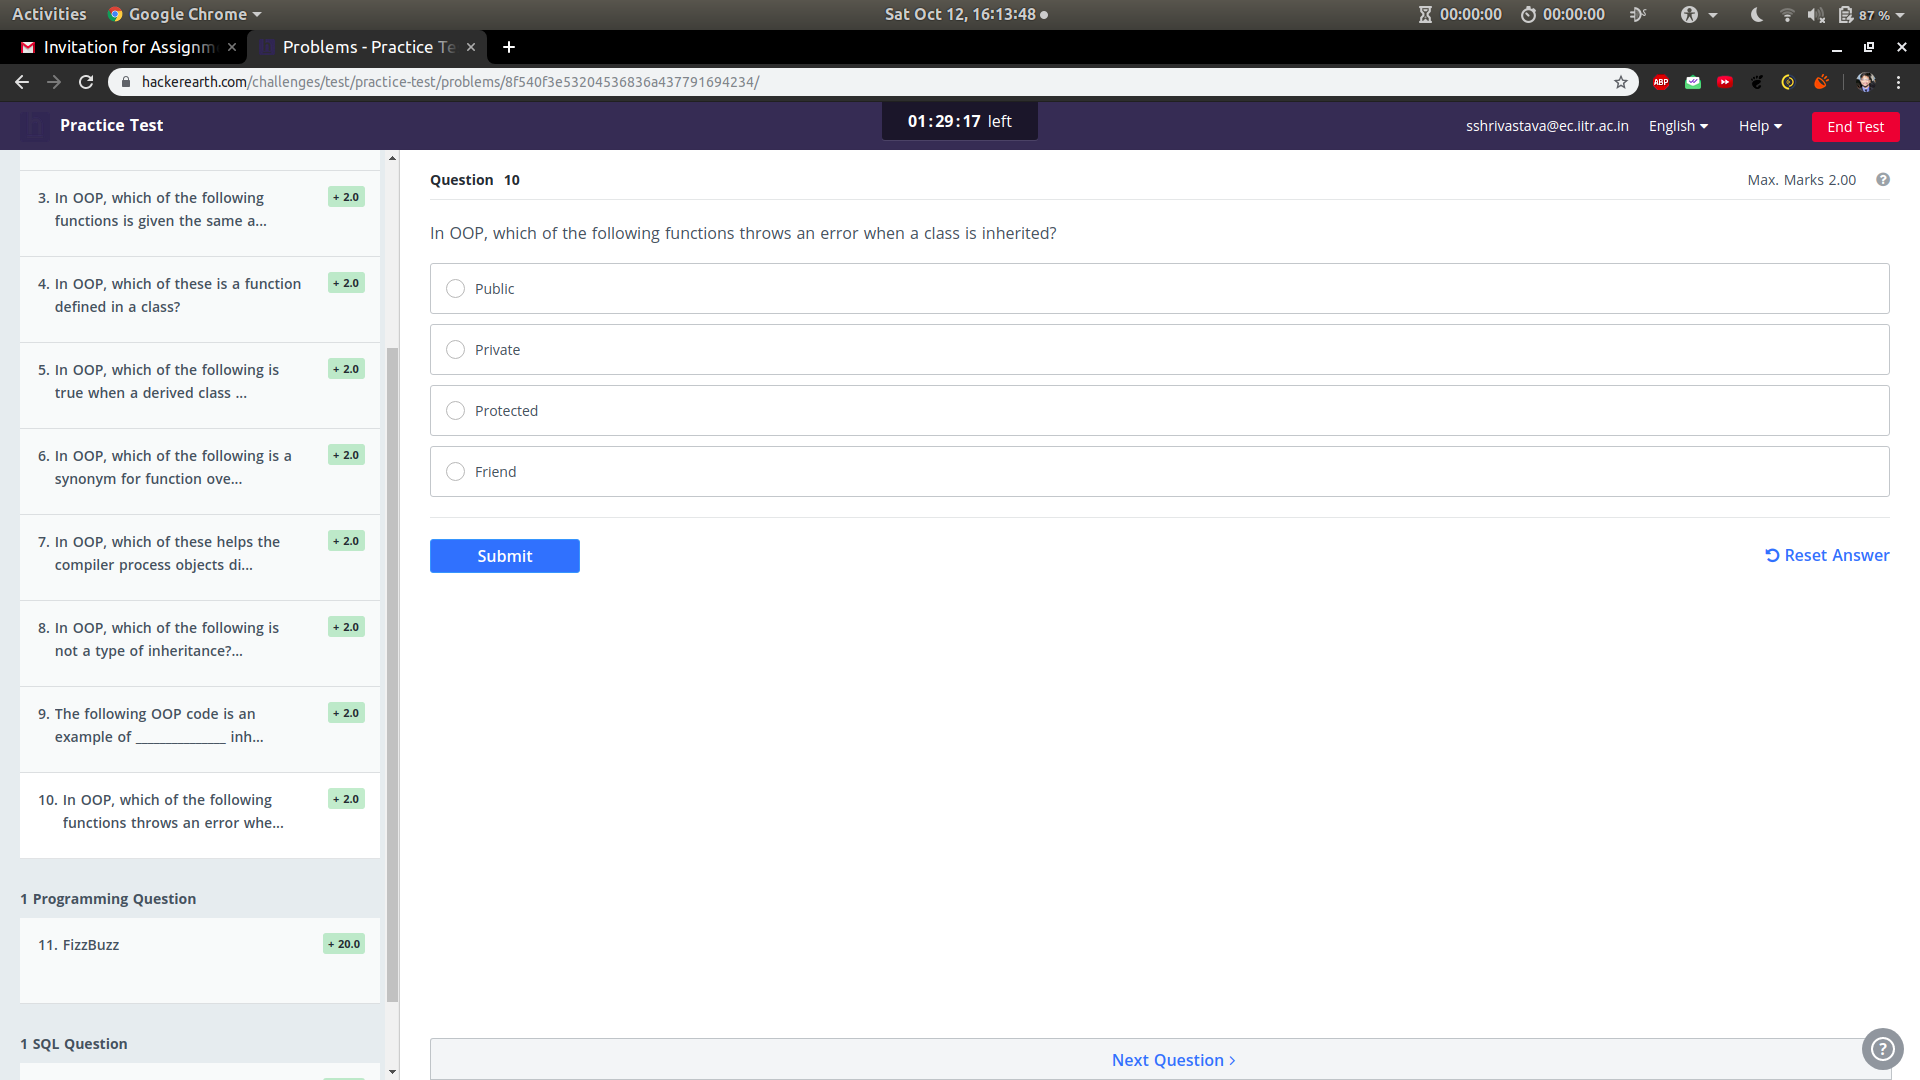 Activities
Google Chrome
Sat Oct 12, 16:13:48
00:00:00
00:00:00
87 %
Invitation for Assignm
Problems - Practice Te
hackerearth.com/challenges/test/practice-test/problems/8f540f3e53204536836a437791694234/
ABP
Practice Test
01:29:17 left
sshrivastava@ec.iitr.ac.in
English
Help
End Test
3. In OOP, which of the following
functions is given the same a...
+ 2.0
4. In OOP, which of these is a function
defined in a class?
+ 2.0
5. In OOP, which of the following is
true when a derived class ...
+ 2.0
6. In OOP, which of the following is a
synonym for function ove...
+ 2.0
7. In OOP, which of these helps the
compiler process objects di...
+ 2.0
8. In OOP, which of the following is
not a type of inheritance?...
+ 2.0
9. The following OOP code is an
example of ______________ inh...
+ 2.0
10. In OOP, which of the following
functions throws an error whe...
+ 2.0
1 Programming Question
11. FizzBuzz
+ 20.0
1 SQL Question
Question 10
Max. Marks 2.00
?
In OOP, which of the following functions throws an error when a class is inherited?
Public
Private
Protected
Friend
Submit
Reset Answer
Next Question >
?